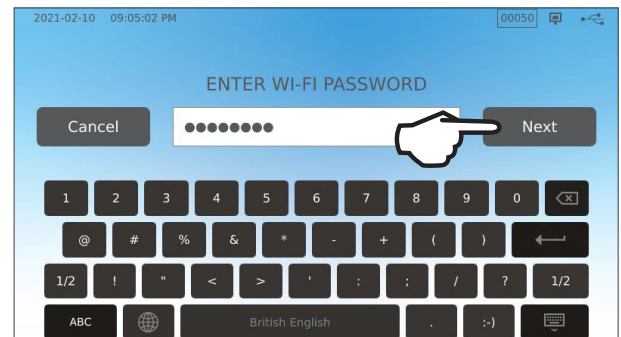 2021-02-10 09:05:02 PM 00050
ENTER WI-FI PASSWORD
Cancel ●●●●●●●● Next
1 2 3 4 5 6 7 8 9 0
@ # % & * - + ( )
1/2 ! " < > ' : ; / ? 1/2
ABC British English . :-)